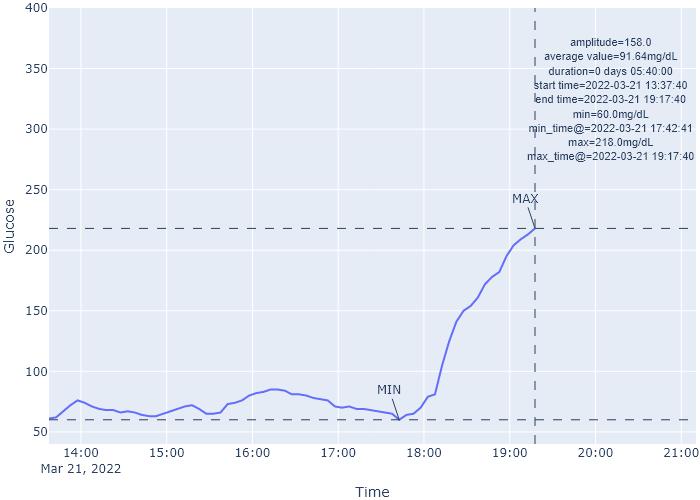 400
350
300
250
200
150
100
50
Glucose
amplitude=158.0
average value=91.64mg/dL
duration=0 days 05:40:00
start time=2022-03-21 13:37:40
end time=2022-03-21 19:17:40
min=60.0mg/dL
min_time@=2022-03-21 17:42:41
max=218.0mg/dL
max_time@=2022-03-21 19:17:40
MAX
MIN
14:00 15:00 16:00 17:00 18:00 19:00 20:00 21:00
Mar 21, 2022
Time